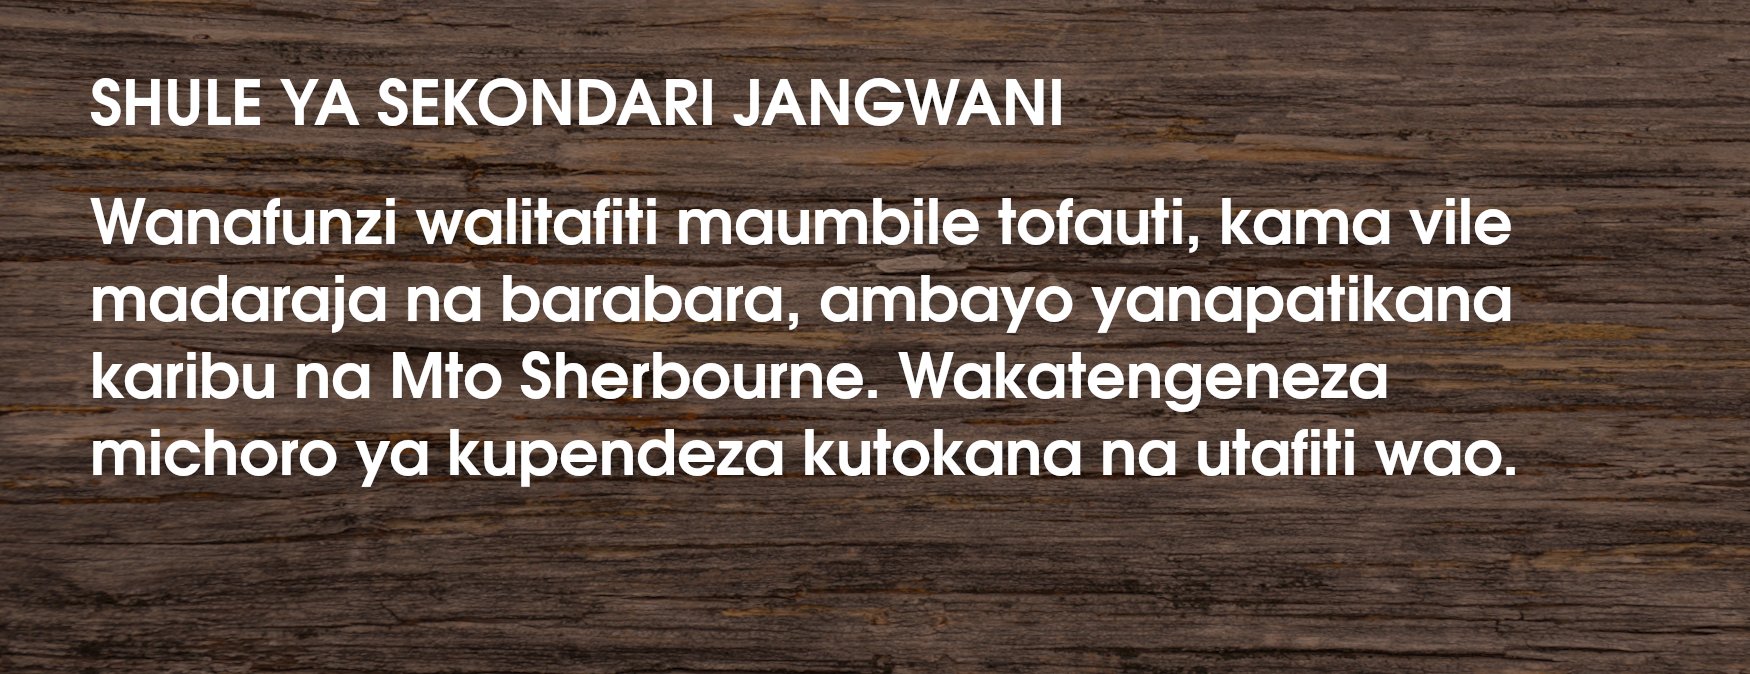 SHULE YA SEKONDARI JANGWANI
Wanafunzi walitafiti maumbile tofauti, kama vile
madaraja na barabara, ambayo yanapatikana
karibu na Mto Sherbourne. Wakatengeneza
michoro ya kupendeza kutokana na utafiti wao.